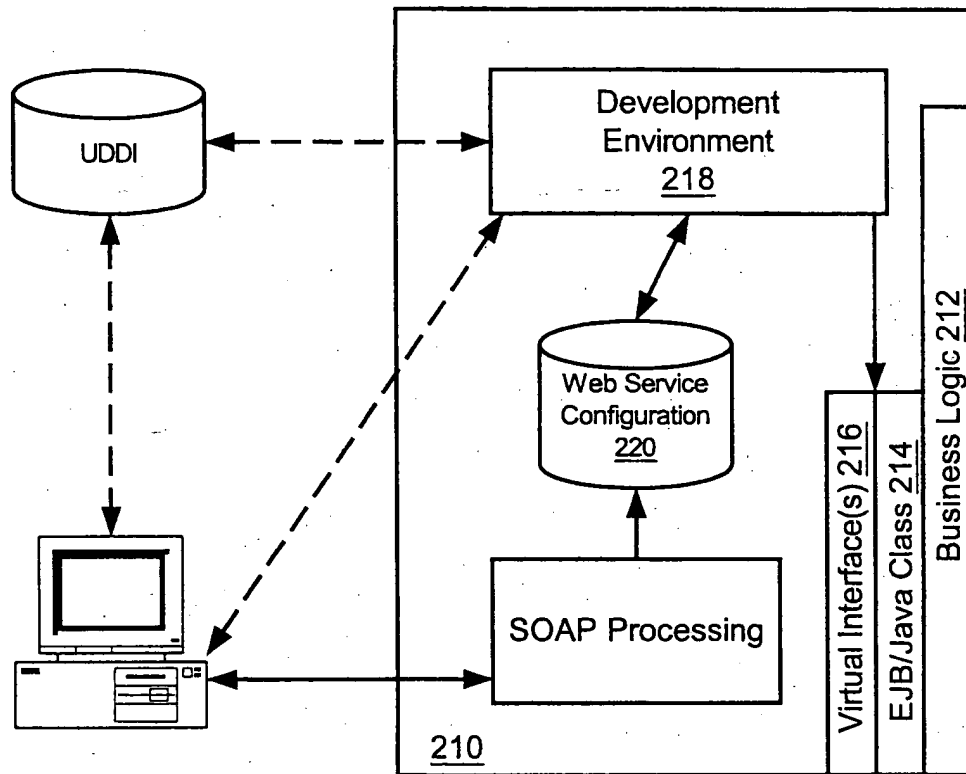 UDDI
Development
Environment
218
Web Service
Configuration
220
SOAP Processing
210
Virtual Interface(s) 216
EJB/Java Class 214
Business Logic 212